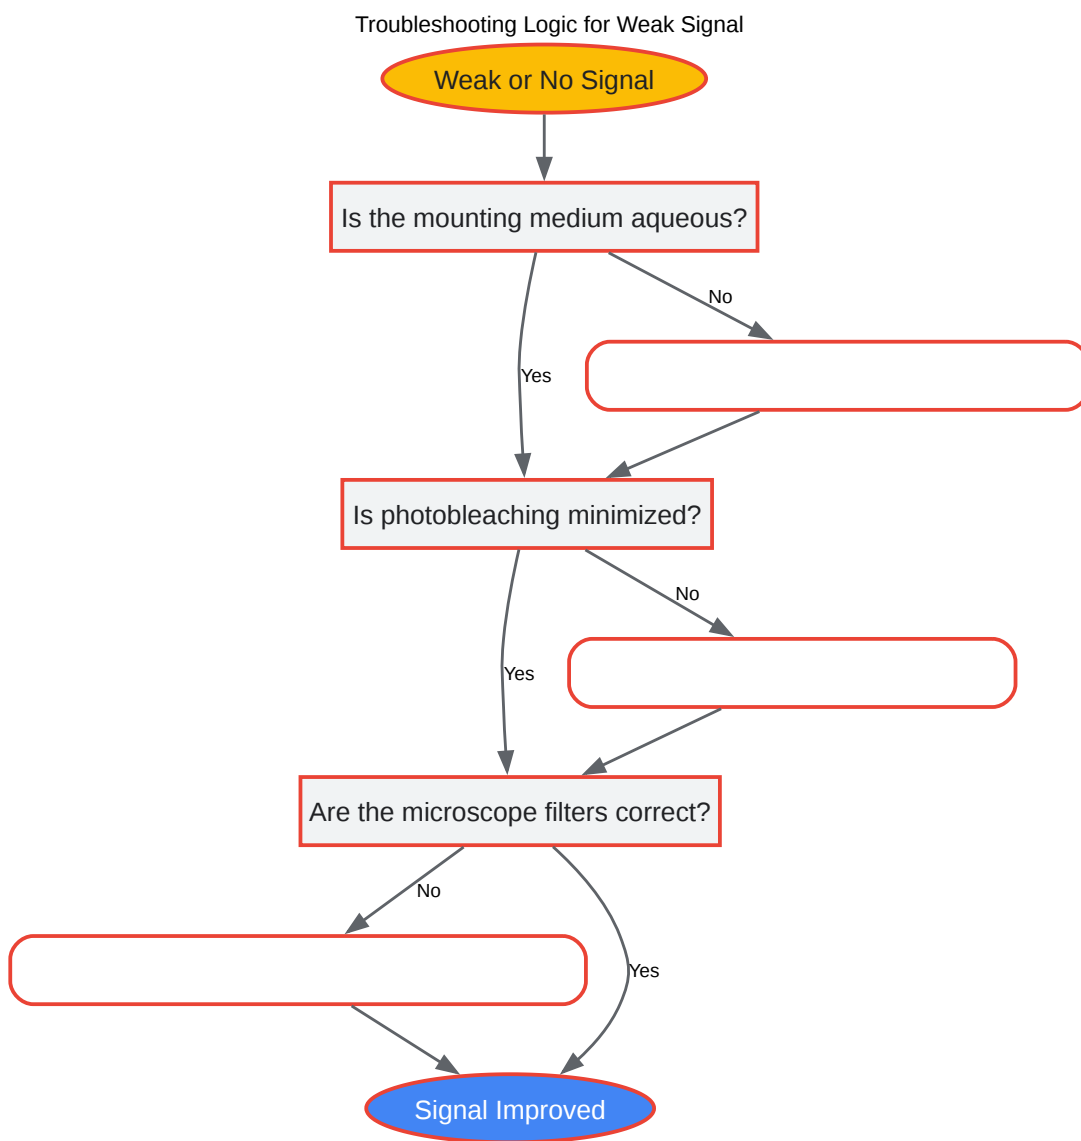 Troubleshooting Logic for Weak Signal
Weak or No Signal
Is the mounting medium aqueous?
No
Yes
Is photobleaching minimized?
No
Yes
Are the microscope filters correct?
No
Yes
Signal Improved